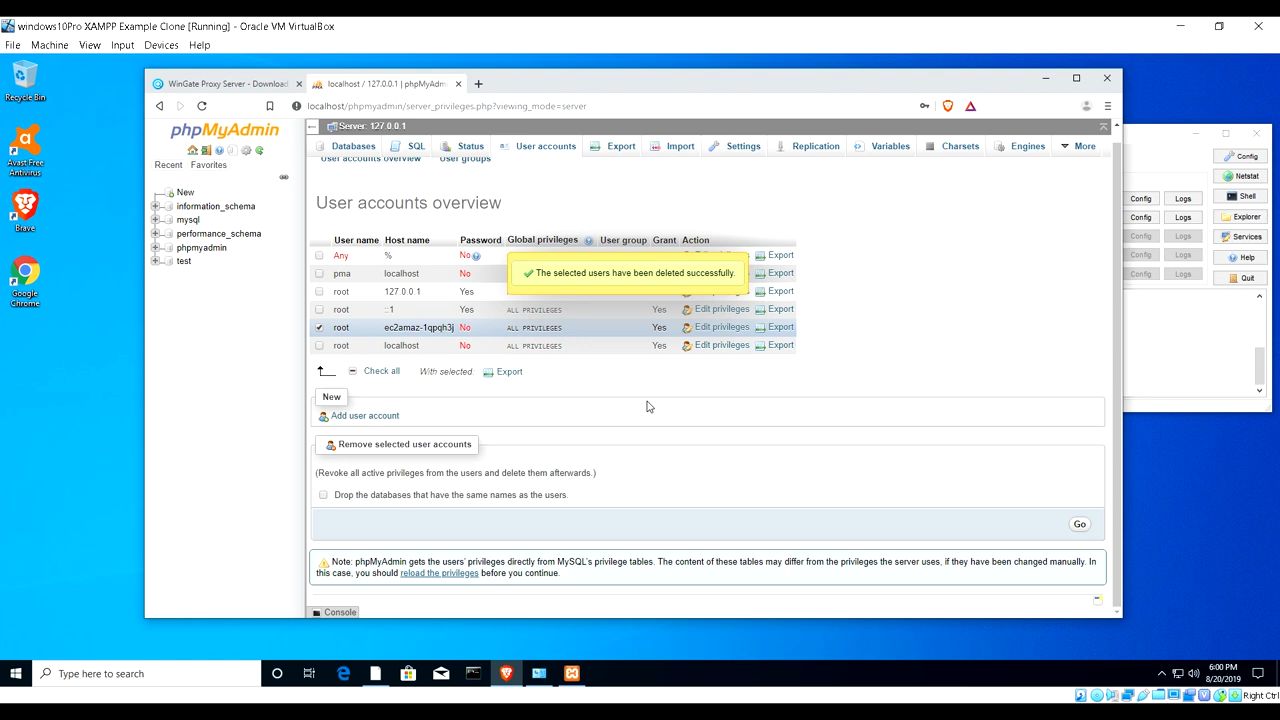 windows10Pro XAMPP Example Clone [Running] - Oracle VM VirtualBox
File Machine View Input Devices Help
Recycle Bin
Avast Free Antivirus
Brave
Google Chrome
WinGate Proxy Server - Download
localhost / 127.0.0.1 | phpMyAdm
localhost/phpmyadmin/server_privileges.php?viewing_mode=server
phpMyAdmin
Recent Favorites
New
information_schema
mysql
performance_schema
phpmyadmin
test
Server: 127.0.0.1
Databases SQL Status User accounts Export Import Settings Replication Variables Charsets Engines More
User accounts overview User groups
User accounts overview
User name Host name Password Global privileges User group Grant Action
Any % No Export
pma localhost No Export
root 127.0.0.1 Yes Export
root ::1 Yes ALL PRIVILEGES Yes Edit privileges Export
root ec2amaz-1qpqh3j No ALL PRIVILEGES Yes Edit privileges Export
root localhost No ALL PRIVILEGES Yes Edit privileges Export
The selected users have been deleted successfully.
Check all With selected: Export
New
Add user account
Remove selected user accounts
(Revoke all active privileges from the users and delete them afterwards.)
Drop the databases that have the same names as the users.
Go
Note: phpMyAdmin gets the users' privileges directly from MySQL's privilege tables. The content of these tables may differ from the privileges the server uses, if they have been changed manually. In
this case, you should reload the privileges before you continue.
Console
Config
Netstat
Config Logs Shell
Config Logs Explorer
Config Logs Services
Config Logs Help
Config Logs Quit
Type here to search
6:00 PM
8/20/2019
Right Ctrl